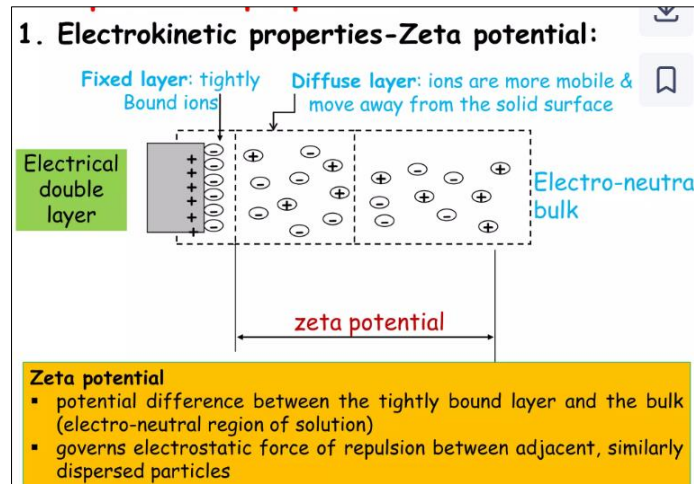 1. Electrokinetic properties-Zeta potential:
Fixed layer: tightly
Bound ions
Diffuse layer: ions are more mobile &
move away from the solid surface
Electrical
double
layer
Electro-neutral
bulk
zeta potential
Zeta potential
▪ potential difference between the tightly bound layer and the bulk
(electro-neutral region of solution)
▪ governs electrostatic force of repulsion between adjacent, similarly
dispersed particles